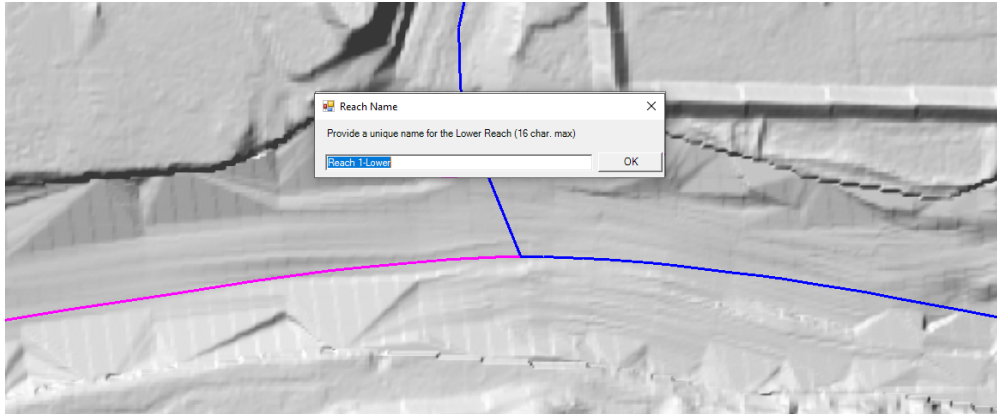 Reach Name
Provide a unique name for the Lower Reach (16 char. max)
Reach 1-Lower
OK